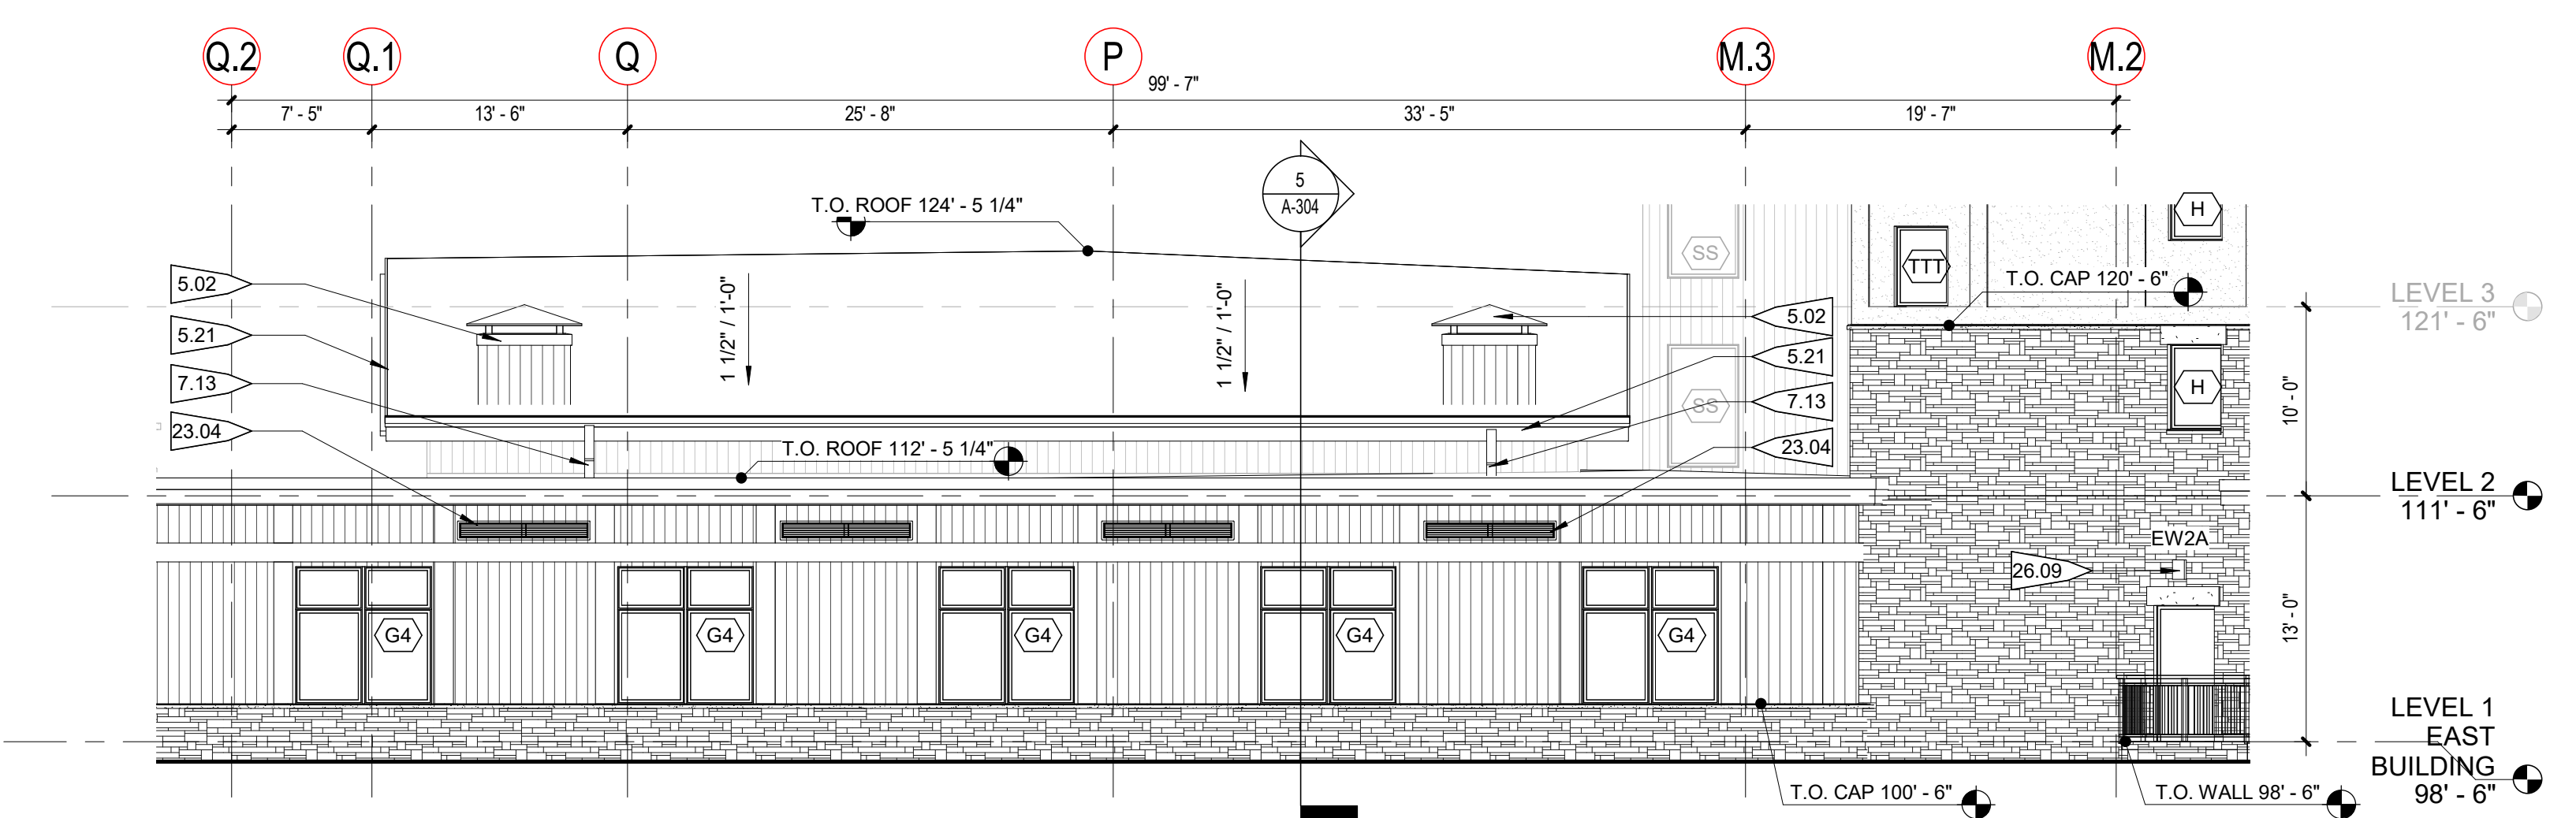 Q.2 Q.1 Q P M.3 M.2
99' - 7"
7' - 5" 13' - 6" 25' - 8" 33' - 5" 19' - 7"
5
A-304
T.O. ROOF 124' - 5 1/4"
H
SS
TTT
T.O. CAP 120' - 6"
5.02
5.21
7.13
23.04
1 1/2" / 1'-0"
1 1/2" / 1'-0"
5.02
5.21
7.13
23.04
SS
H
LEVEL 3
121' - 6"
10' - 0"
T.O. ROOF 112' - 5 1/4"
LEVEL 2
111' - 6"
EW2A
26.09
13' - 0"
G4 G4 G4 G4 G4
LEVEL 1
EAST
BUILDING
98' - 6"
T.O. CAP 100' - 6"
T.O. WALL 98' - 6"